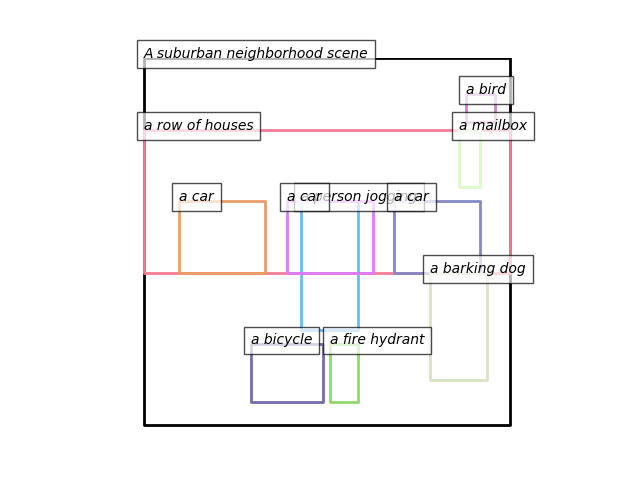 A suburban neighborhood scene
a bird
a row of houses
a mailbox
a car
a car
a person jogging
a car
a barking dog
a bicycle
a fire hydrant